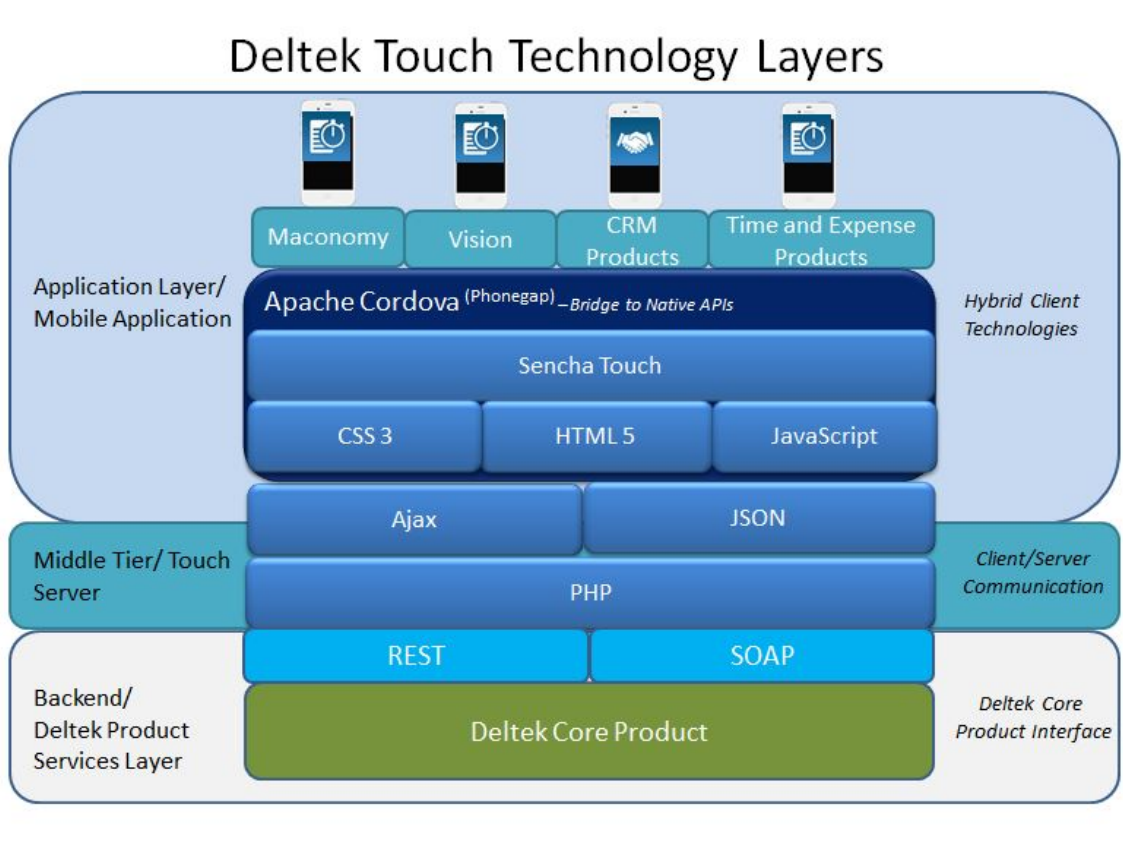 Deltek Touch Technology Layers
Maconomy
Vision
CRM
Products
Time and Expense
Products
Application Layer/
Mobile Application
Apache Cordova (Phonegap) – Bridge to Native APIs
Hybrid Client
Technologies
Sencha Touch
CSS 3
HTML 5
JavaScript
Ajax
JSON
Middle Tier/ Touch
Server
PHP
Client/Server
Communication
REST
SOAP
Backend/
Deltek Product
Services Layer
Deltek Core Product
Deltek Core
Product Interface